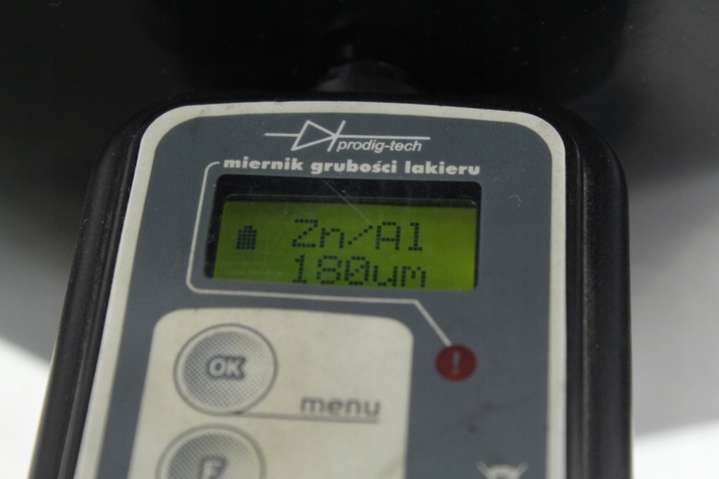 prodig-tech
miernik grubości lakieru
Zn/Al
180um
!
OK
menu
F